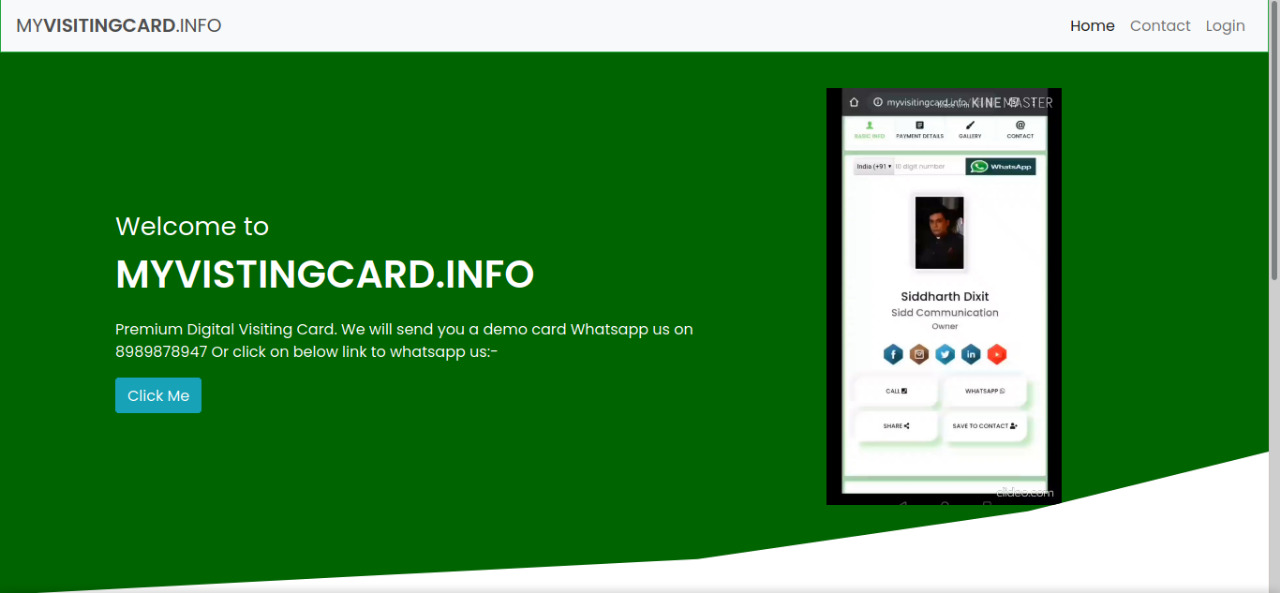 MYVISITINGCARD.INFO
Home Contact Login
Welcome to
MYVISTINGCARD.INFO
Premium Digital Visiting Card. We will send you a demo card Whatsapp us on
8989878947 Or click on below link to whatsapp us:-
Click Me
myvisitingcard.info
KINEMASTER
BASIC INFO PAYMENT DETAILS GALLERY CONTACT
India (+91 10 digit number WhatsApp
Siddharth Dixit
Sidd Communication
Owner
CALL WHATSAPP
SHARE SAVE TO CONTACT
clideo.com